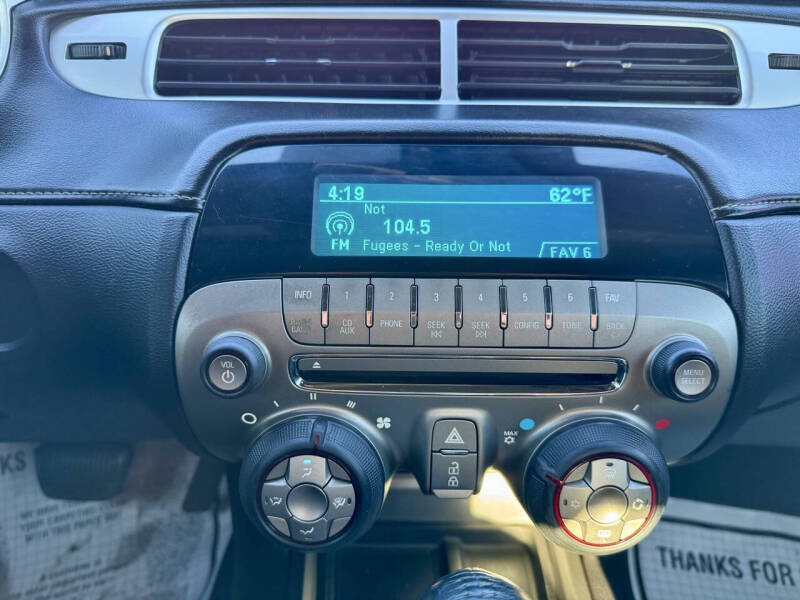 4:19 62°F
Not
104.5
FM Fugees - Ready Or Not FAV 6
INFO 1 2 3 4 5 6 FAV
CD AUX PHONE SEEK SEEK CONFIG TONE BACK
VOL
MENU SELECT
MAX
KS
THANKS FOR